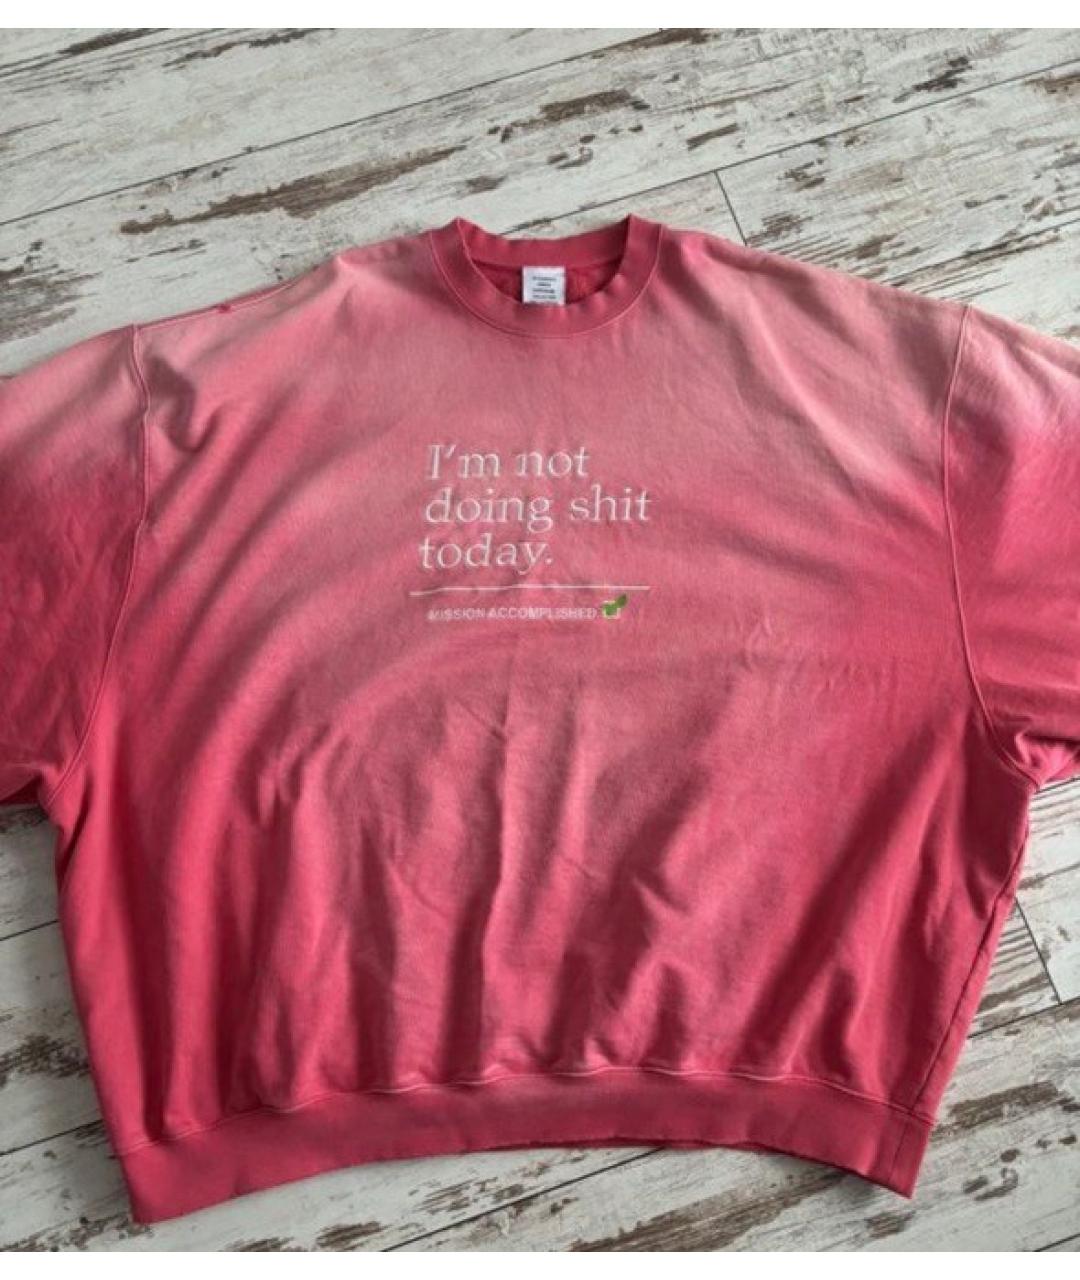 I'm not
doing shit
today.
MISSION ACCOMPLISHED